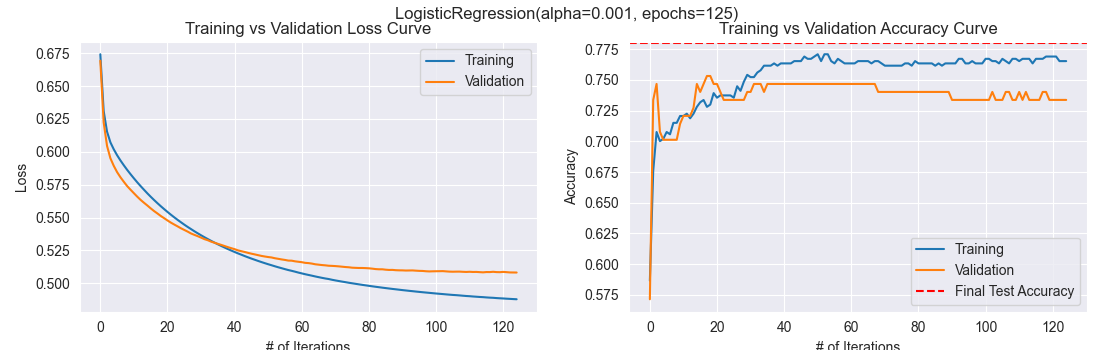 LogisticRegression(alpha=0.001, epochs=125)
Training vs Validation Loss Curve
Training vs Validation Accuracy Curve
Loss
0.675
0.650
0.625
0.600
0.575
0.550
0.525
0.500
0 20 40 60 80 100 120
# of Iterations
Training
Validation
Accuracy
0.775
0.750
0.725
0.700
0.675
0.650
0.625
0.600
0.575
0 20 40 60 80 100 120
# of Iterations
Training
Validation
Final Test Accuracy